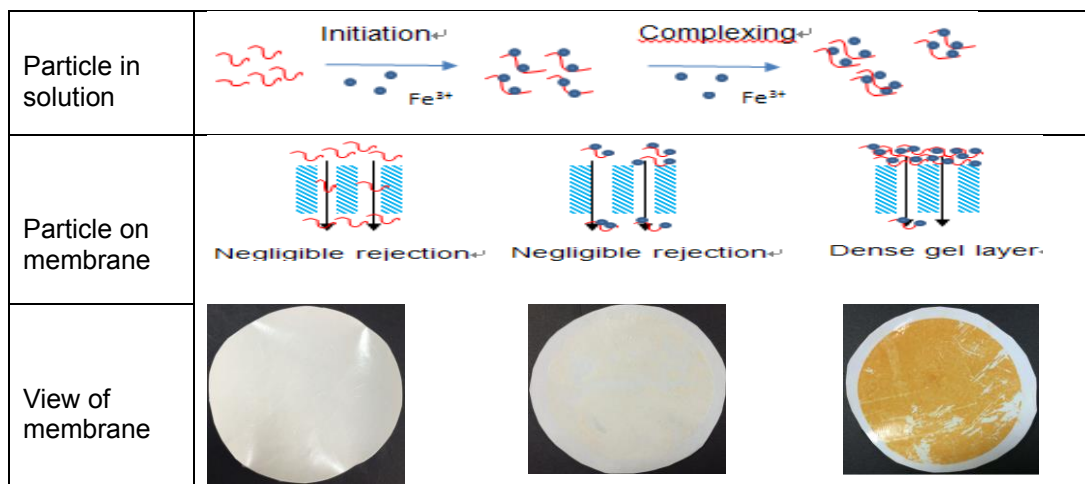 Particle in
solution
Initiation↵
Fe³⁺
Complexing↵
Fe³⁺
Particle on
membrane
Negligible rejection↵
Negligible rejection↵
Dense gel layer↵
View of
membrane